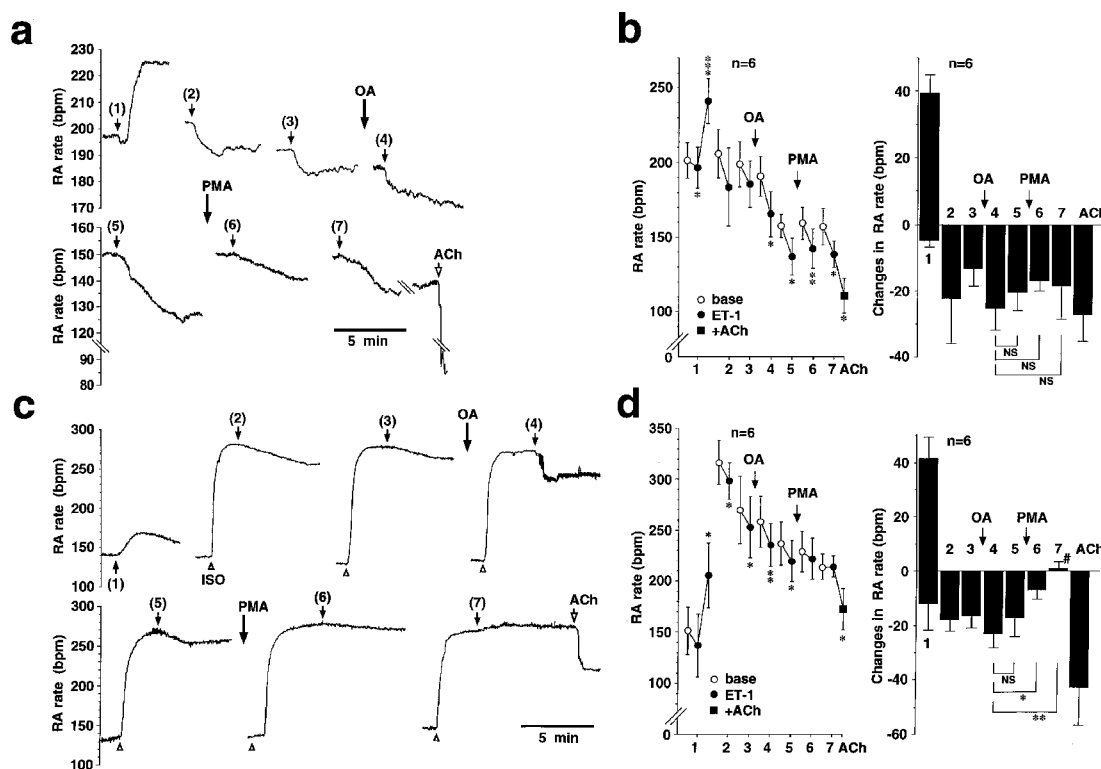 a
RA rate (bpm)
230
220
210
200
190
180
170
(1)
(2)
(3)
OA
(4)
RA rate (bpm)
160
150
140
130
120
90
80
(5)
PMA
(6)
(7)
ACh
5 min
b
RA rate (bpm)
250
200
150
100
0
n=6
***
*
OA
PMA
*
*
**
*
*
base
ET-1
+ACh
1 2 3 4 5 6 7 ACh
Changes in RA rate (bpm)
40
20
0
-20
-40
n=6
OA
PMA
2 3 4 5 6 7 ACh
1
NS
NS
NS
c
RA rate (bpm)
300
250
200
150
100
(1)
(2)
ISO
(3)
OA
(4)
RA rate (bpm)
300
250
200
150
100
(5)
PMA
(6)
(7)
ACh
5 min
d
RA rate (bpm)
350
300
250
200
150
100
0
n=6
*
*
OA
*
**
*
PMA
*
base
ET-1
+ACh
1 2 3 4 5 6 7 ACh
Changes in RA rate (bpm)
40
20
0
-20
-40
-60
n=6
OA
PMA
2 3 4 5 6 7 ACh
#
1
NS
*
**